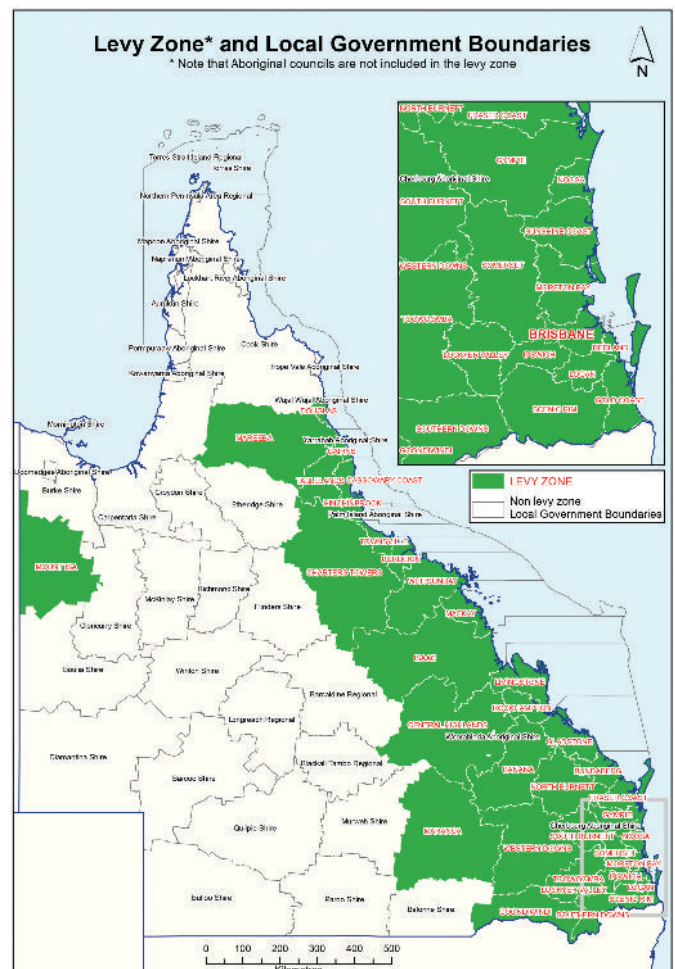 Levy Zone* and Local Government Boundaries
* Note that Aboriginal councils are not included in the levy zone
N
NORTH BURNETT
FRASER COAST
GYMPIE
Cherbourg Aboriginal Shire
NOOSA
SOUTH BURNETT
SUNSHINE COAST
WESTERN DOWNS
SOMERSET
MORETON BAY
TOOWOOMBA
BRISBANE
REDLAND
LOCKYER VALLEY
IPSWICH
LOGAN
GOLD COAST
SCENIC RIM
SOUTHERN DOWNS
GOONDIWINDI
LEVY ZONE
Non levy zone
Local Government Boundaries
Torres Strait Island Regional
Torres Shire
Northern Peninsula Area Regional
Mapoon Aboriginal Shire
Napranum Aboriginal Shire
Lockhart River Aboriginal Shire
Aurukun Shire
Cook Shire
Pormpuraaw Aboriginal Shire
Hope Vale Aboriginal Shire
Kowanyama Aboriginal Shire
Wujal Wujal Aboriginal Shire
DOUGLAS
Mornington Shire
MAREEBA
Yarrabah Aboriginal Shire
CAIRNS
Doomadgee Aboriginal Shire
Burke Shire
TABLELANDS
CASSOWARY COAST
Croydon Shire
Etheridge Shire
HINCHINBROOK
Carpentaria Shire
Palm Island Aboriginal Shire
TOWNSVILLE
BURDEKIN
MOUNT ISA
CHARTERS TOWERS
WHITSUNDAY
Richmond Shire
McKinlay Shire
Flinders Shire
MACKAY
Cloncurry Shire
ISAAC
Boulia Shire
Winton Shire
LIVINGSTONE
Barcaldine Regional
ROCKHAMPTON
Longreach Regional
CENTRAL HIGHLANDS
Woorabinda Aboriginal Shire
GLADSTONE
Diamantina Shire
Blackall Tambo Regional
BANANA
BUNDABERG
Barcoo Shire
NORTH BURNETT
FRASER COAST
GYMPIE
Cherbourg Aboriginal Shire
Quilpie Shire
Murweh Shire
MARANOA
SOUTH BURNETT
NOOSA
WESTERN DOWNS
SOMERSET
MORETON BAY
TOOWOOMBA
IPSWICH
LOCKYER VALLEY
LOGAN
Bulloo Shire
Paroo Shire
Balonne Shire
SCENIC RIM
GOONDIWINDI
SOUTHERN DOWNS
0 100 200 300 400 500
Kilometres